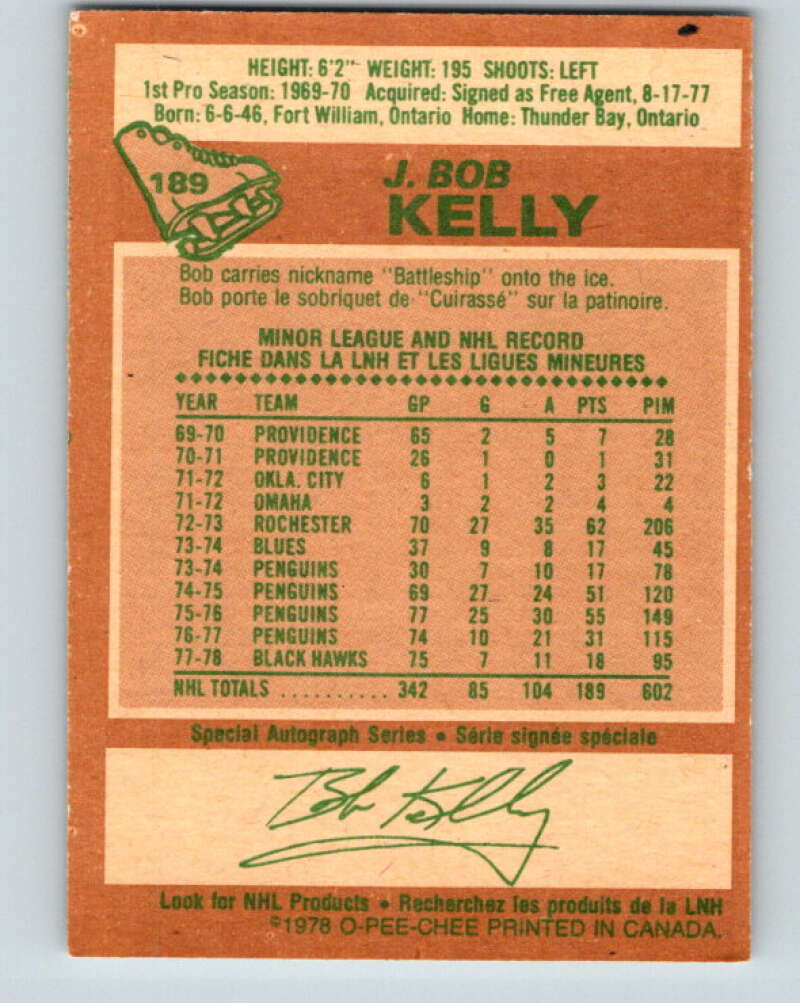 HEIGHT: 6'2" WEIGHT: 195 SHOOTS: LEFT
1st Pro Season: 1969-70 Acquired: Signed as Free Agent, 8-17-77
Born: 6-6-46, Fort William, Ontario Home: Thunder Bay, Ontario
189
J. BOB
KELLY
Bob carries nickname "Battleship" onto the ice.
Bob porte le sobriquet de "Cuirassé" sur la patinoire.
MINOR LEAGUE AND NHL RECORD
FICHE DANS LA LNH ET LES LIGUES MINEURES
YEAR TEAM GP G A PTS PIM
69-70 PROVIDENCE 65 2 5 7 28
70-71 PROVIDENCE 26 1 0 1 31
71-72 OKLA. CITY 6 1 2 3 22
71-72 OMAHA 3 2 2 4 4
72-73 ROCHESTER 70 27 35 62 206
73-74 BLUES 37 9 8 17 45
73-74 PENGUINS 30 7 10 17 78
74-75 PENGUINS 69 27 24 51 120
75-76 PENGUINS 77 25 30 55 149
76-77 PENGUINS 74 10 21 31 115
77-78 BLACK HAWKS 75 7 11 18 95
NHL TOTALS .......... 342 85 104 189 602
Special Autograph Series • Série signée spéciale
Bob Kelly
Look for NHL Products • Recherchez les produits de la LNH
©1978 O-PEE-CHEE PRINTED IN CANADA.